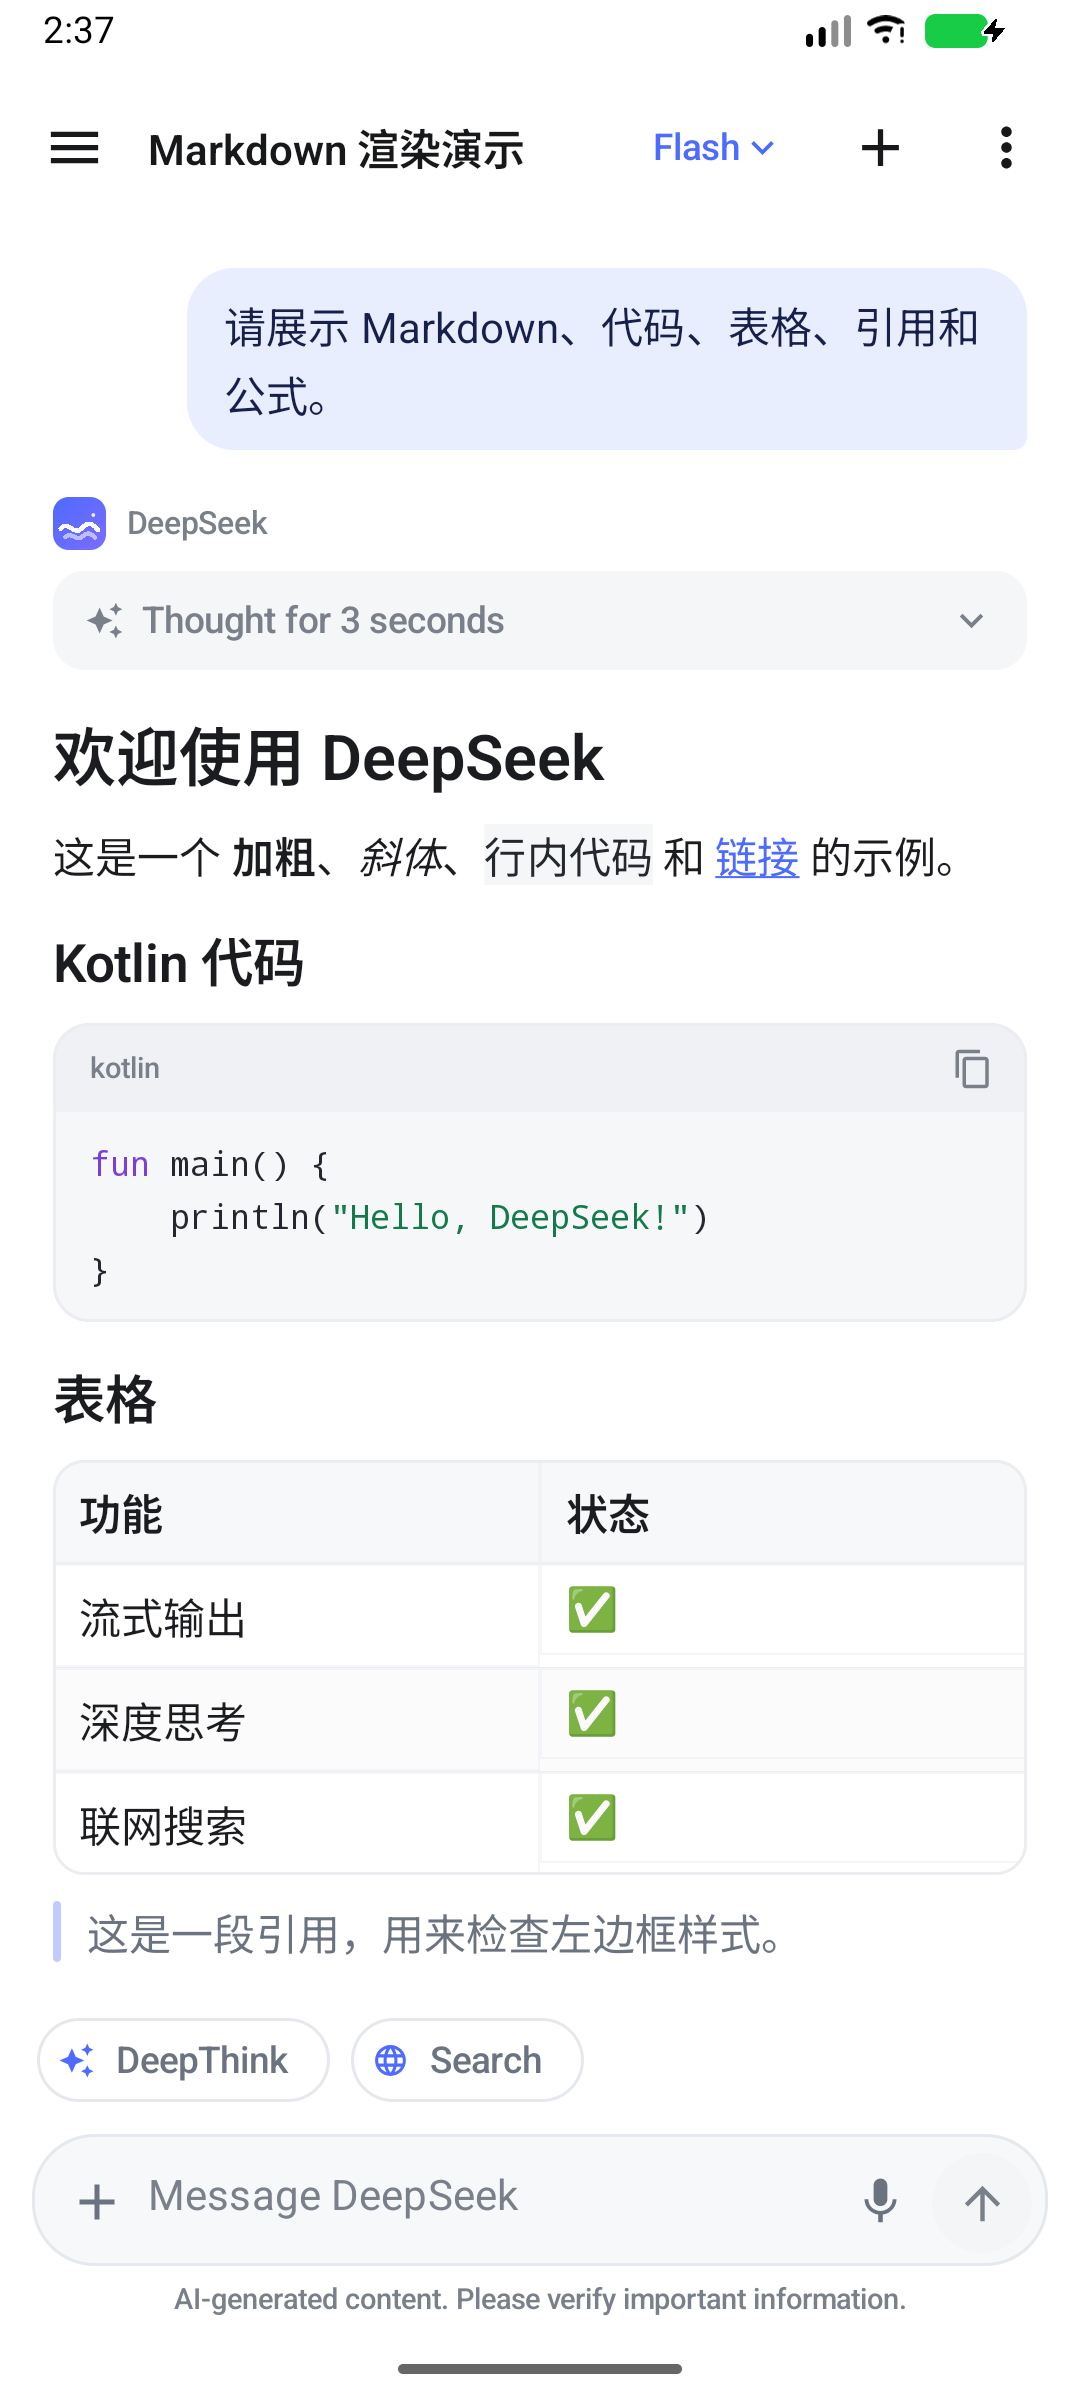 2:37
Markdown 渲染演示
Flash
请展示 Markdown、代码、表格、引用和
公式。
DeepSeek
Thought for 3 seconds
欢迎使用 DeepSeek
这是一个 加粗、斜体、行内代码 和 链接 的示例。
Kotlin 代码
kotlin
fun main() {
    println("Hello, DeepSeek!")
}
表格
功能 状态
流式输出 ✅
深度思考 ✅
联网搜索 ✅
这是一段引用，用来检查左边框样式。
DeepThink Search
Message DeepSeek
AI-generated content. Please verify important information.